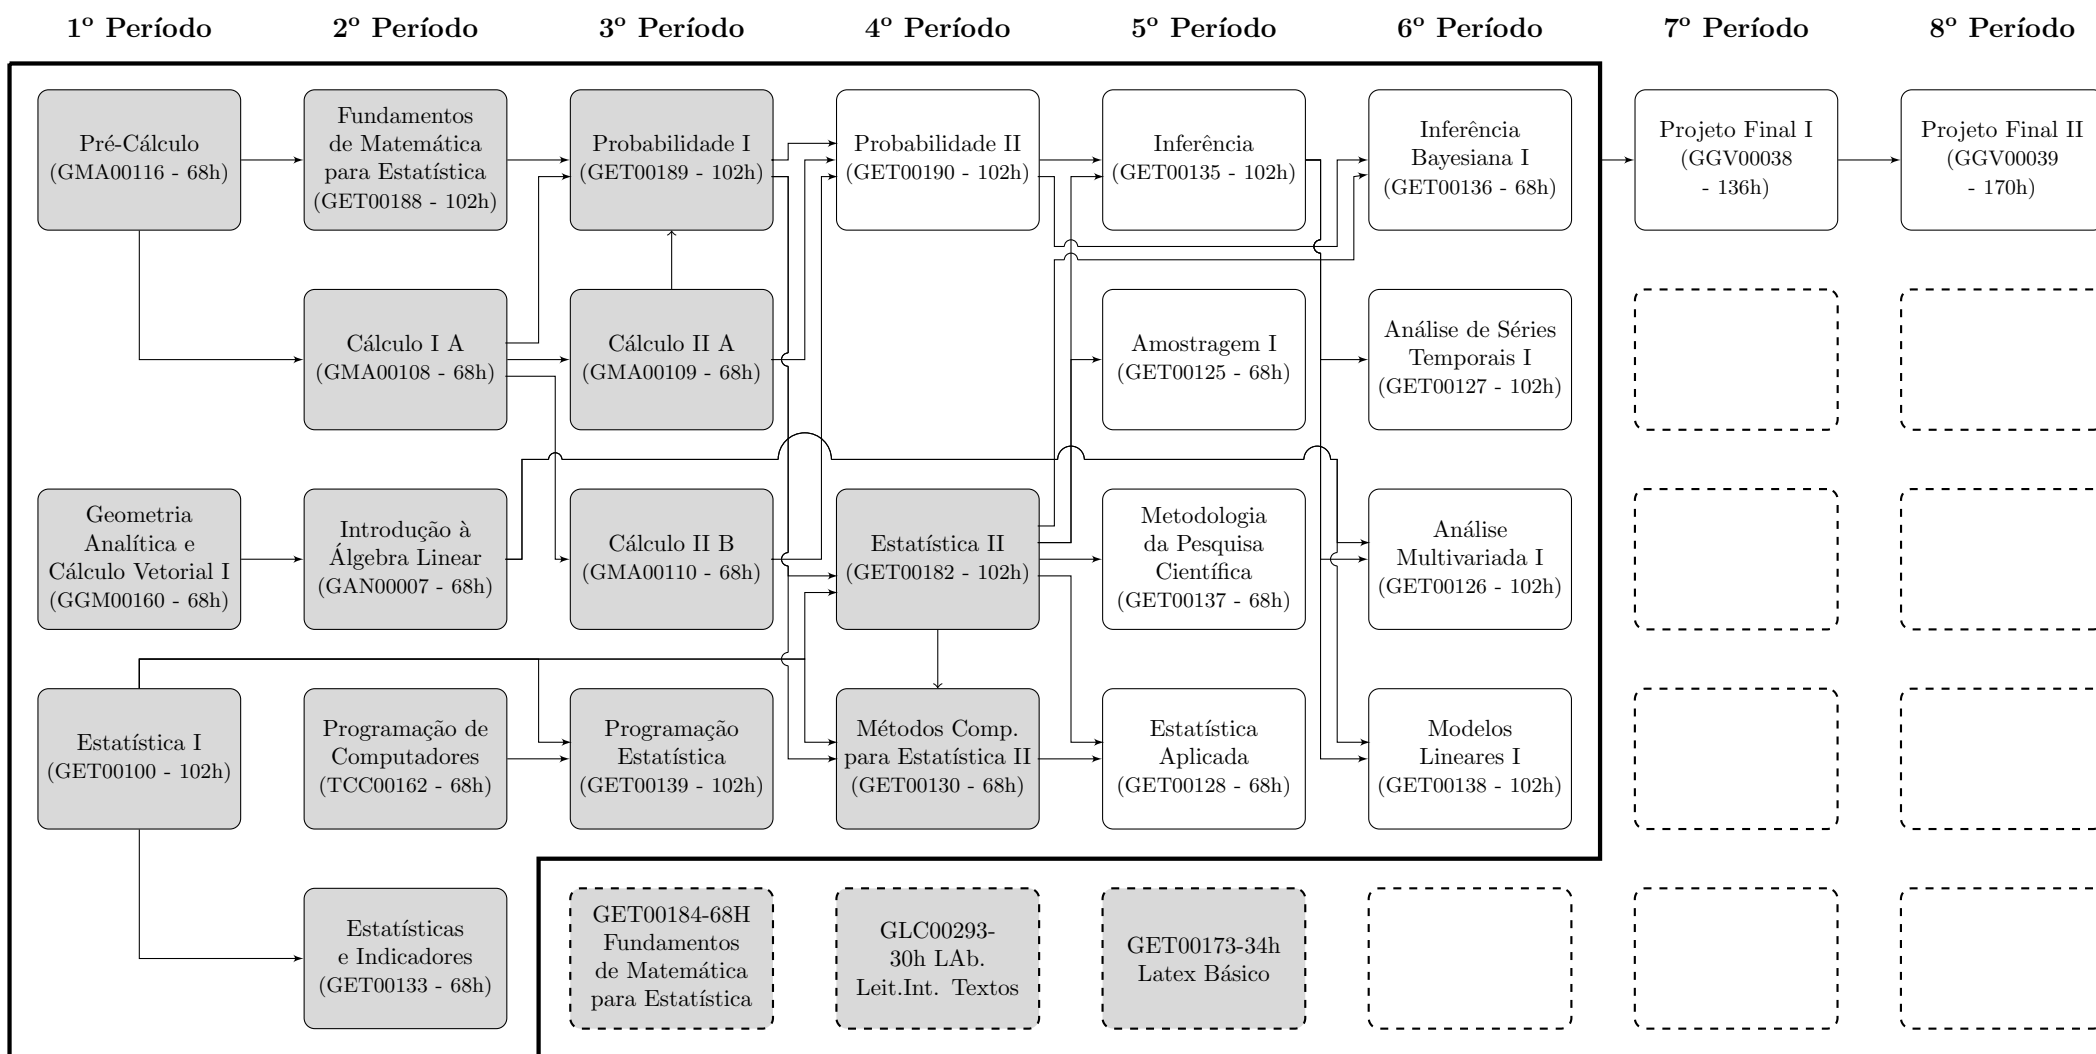 1º Período
2º Período
3º Período
4º Período
5º Período
6º Período
7º Período
8º Período
Pré-Cálculo
(GMA00116 - 68h)
Fundamentos
de Matemática
para Estatística
(GET00188 - 102h)
Probabilidade I
(GET00189 - 102h)
Probabilidade II
(GET00190 - 102h)
Inferência
(GET00135 - 102h)
Inferência
Bayesiana I
(GET00136 - 68h)
Projeto Final I
(GGV00038
- 136h)
Projeto Final II
(GGV00039
- 170h)
Cálculo I A
(GMA00108 - 68h)
Cálculo II A
(GMA00109 - 68h)
Amostragem I
(GET00125 - 68h)
Análise de Séries
Temporais I
(GET00127 - 102h)
Geometria
Analítica e
Cálculo Vetorial I
(GGM00160 - 68h)
Introdução à
Álgebra Linear
(GAN00007 - 68h)
Cálculo II B
(GMA00110 - 68h)
Estatística II
(GET00182 - 102h)
Metodologia
da Pesquisa
Científica
(GET00137 - 68h)
Análise
Multivariada I
(GET00126 - 102h)
Estatística I
(GET00100 - 102h)
Programação de
Computadores
(TCC00162 - 68h)
Programação
Estatística
(GET00139 - 102h)
Métodos Comp.
para Estatística II
(GET00130 - 68h)
Estatística
Aplicada
(GET00128 - 68h)
Modelos
Lineares I
(GET00138 - 102h)
Estatísticas
e Indicadores
(GET00133 - 68h)
GET00184-68H
Fundamentos
de Matemática
para Estatística
GLC00293-
30h LAb.
Leit.Int. Textos
GET00173-34h
Latex Básico